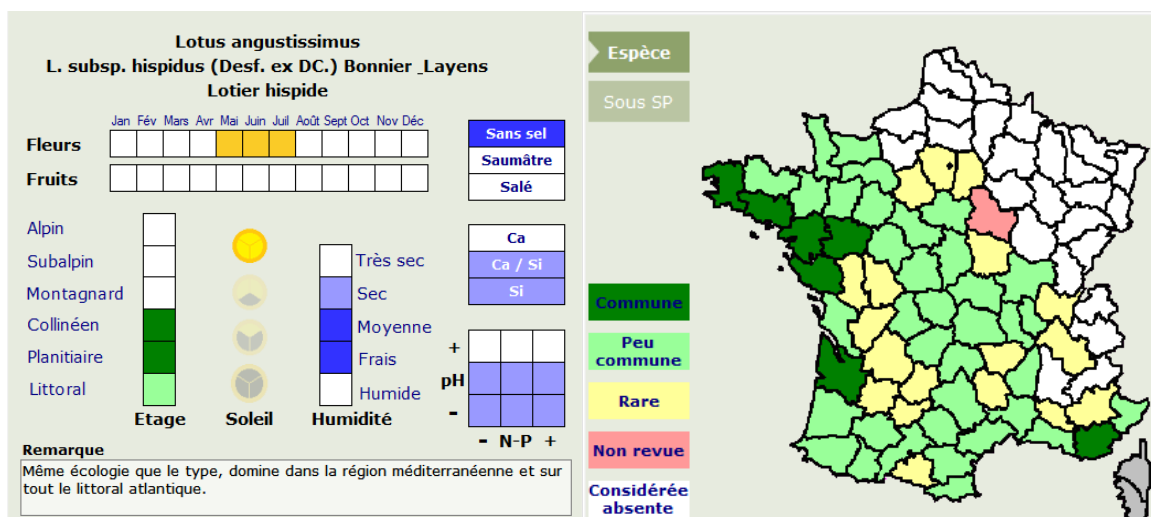 Lotus angustissimus
L. subsp. hispidus (Desf. ex DC.) Bonnier _Layens
Lotier hispide
Jan Fév Mars Avr Mai Juin Juil Août Sept Oct Nov Déc
Fleurs
Fruits
Sans sel
Saumâtre
Salé
Ca
Ca / Si
Si
Alpin
Subalpin
Montagnard
Collinéen
Planitiaire
Littoral
Etage
Soleil
Très sec
Sec
Moyenne
Frais
Humide
Humidité
+
pH
-
- N-P +
Remarque
Même écologie que le type, domine dans la région méditerranéenne et sur
tout le littoral atlantique.
Espèce
Sous SP
Commune
Peu
commune
Rare
Non revue
Considérée
absente